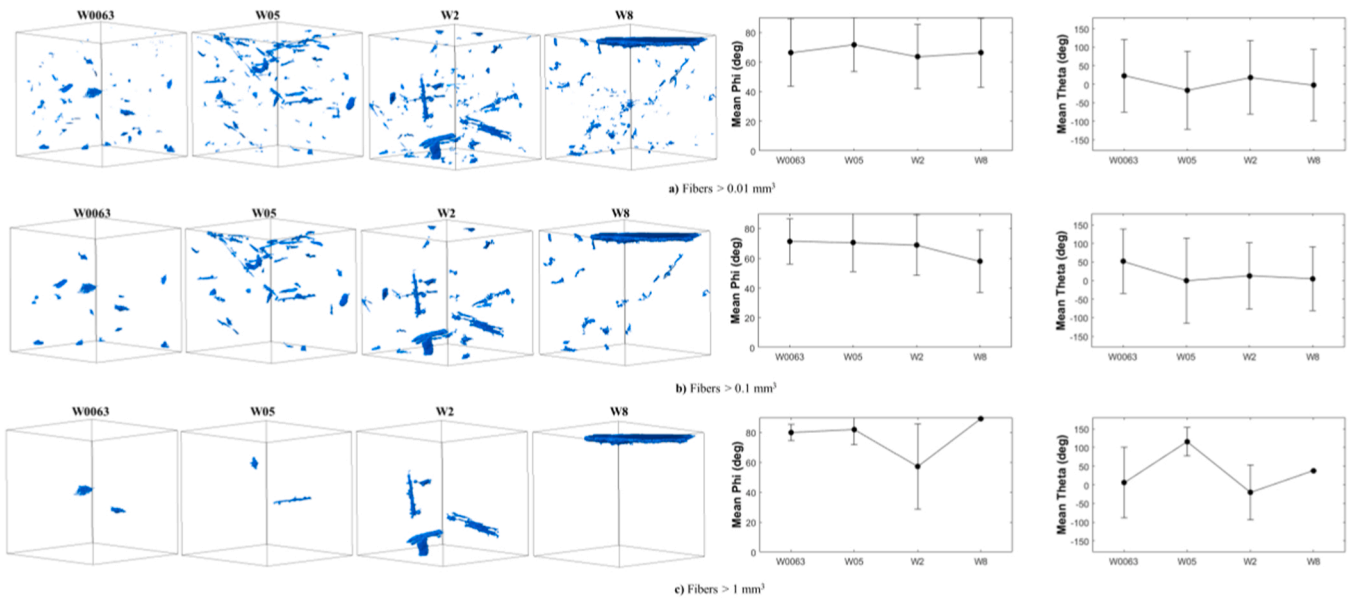 W0063 W05 W2 W8
Mean Phi (deg)
80
60
40
20
0
W0063 W05 W2 W8
Mean Theta (deg)
150
100
50
0
-50
-100
-150
W0063 W05 W2 W8
a) Fibers > 0.01 mm³
W0063 W05 W2 W8
Mean Phi (deg)
80
60
40
20
0
W0063 W05 W2 W8
Mean Theta (deg)
150
100
50
0
-50
-100
-150
W0063 W05 W2 W8
b) Fibers > 0.1 mm³
W0063 W05 W2 W8
Mean Phi (deg)
80
60
40
20
0
W0063 W05 W2 W8
Mean Theta (deg)
150
100
50
0
-50
-100
-150
W0063 W05 W2 W8
c) Fibers > 1 mm³